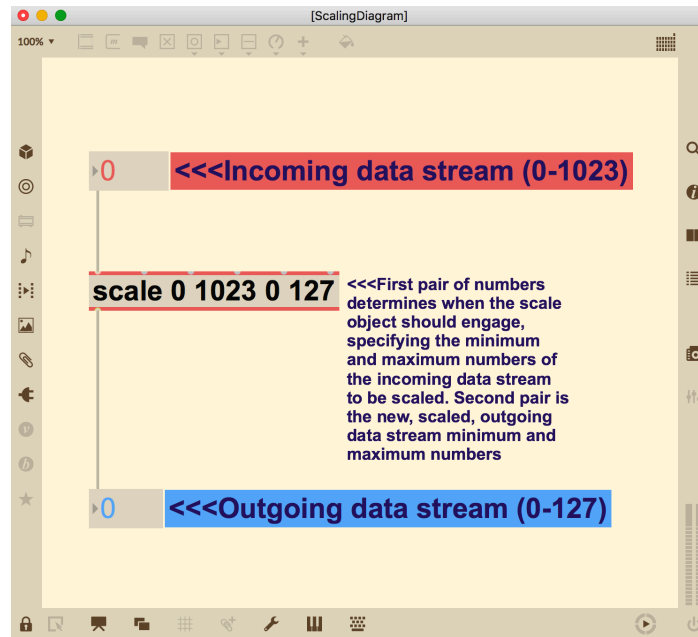 [ScalingDiagram]
100%
0 <<<Incoming data stream (0-1023)
scale 0 1023 0 127
<<<First pair of numbers
determines when the scale
object should engage,
specifying the minimum
and maximum numbers of
the incoming data stream
to be scaled. Second pair is
the new, scaled, outgoing
data stream minimum and
maximum numbers
0 <<<Outgoing data stream (0-127)